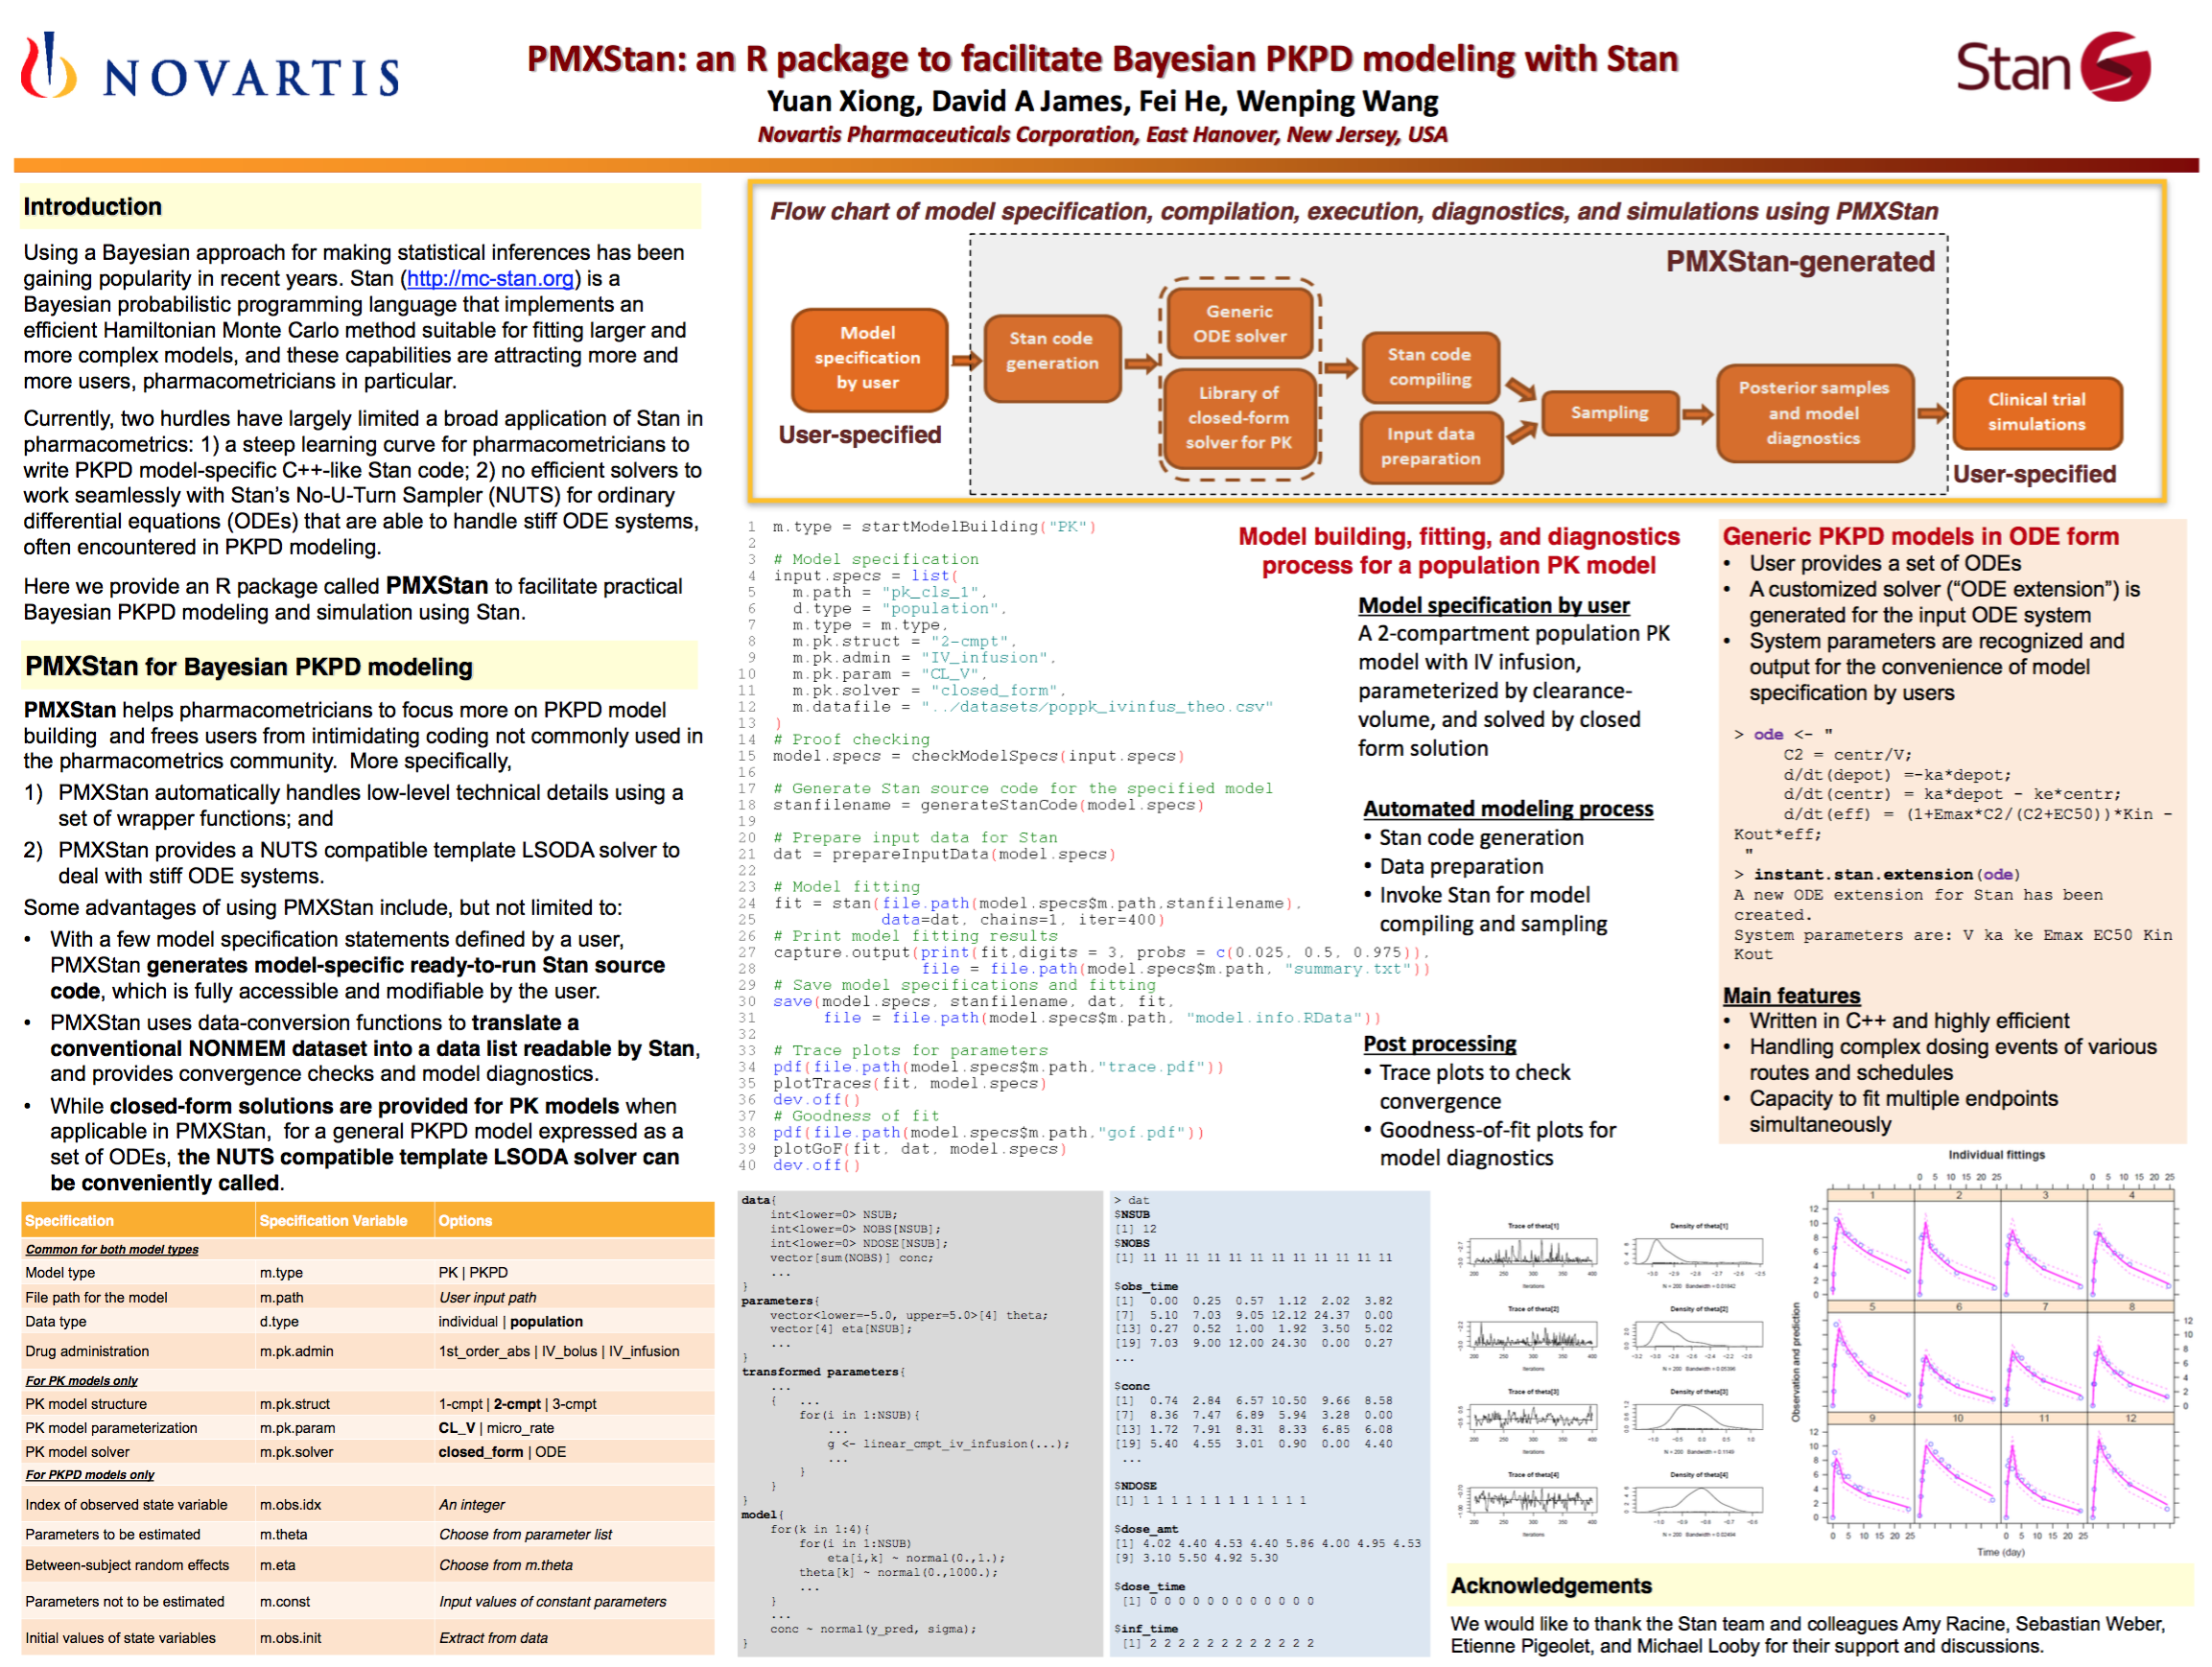 NOVARTIS
PMXStan: an R package to facilitate Bayesian PKPD modeling with Stan
Yuan Xiong, David A James, Fei He, Wenping Wang
Novartis Pharmaceuticals Corporation, East Hanover, New Jersey, USA
Stan
Introduction
Using a Bayesian approach for making statistical inferences has been
gaining popularity in recent years. Stan (http://mc-stan.org) is a
Bayesian probabilistic programming language that implements an
efficient Hamiltonian Monte Carlo method suitable for fitting larger and
more complex models, and these capabilities are attracting more and
more users, pharmacometricians in particular.
Currently, two hurdles have largely limited a broad application of Stan in
pharmacometrics: 1) a steep learning curve for pharmacometricians to
write PKPD model-specific C++-like Stan code; 2) no efficient solvers to
work seamlessly with Stan's No-U-Turn Sampler (NUTS) for ordinary
differential equations (ODEs) that are able to handle stiff ODE systems,
often encountered in PKPD modeling.
Here we provide an R package called PMXStan to facilitate practical
Bayesian PKPD modeling and simulation using Stan.
PMXStan for Bayesian PKPD modeling
PMXStan helps pharmacometricians to focus more on PKPD model
building and frees users from intimidating coding not commonly used in
the pharmacometrics community. More specifically,
1) PMXStan automatically handles low-level technical details using a
set of wrapper functions; and
2) PMXStan provides a NUTS compatible template LSODA solver to
deal with stiff ODE systems.
Some advantages of using PMXStan include, but not limited to:
• With a few model specification statements defined by a user,
PMXStan generates model-specific ready-to-run Stan source
code, which is fully accessible and modifiable by the user.
• PMXStan uses data-conversion functions to translate a
conventional NONMEM dataset into a data list readable by Stan,
and provides convergence checks and model diagnostics.
• While closed-form solutions are provided for PK models when
applicable in PMXStan, for a general PKPD model expressed as a
set of ODEs, the NUTS compatible template LSODA solver can
be conveniently called.
Specification Specification Variable Options
Common for both model types
Model type m.type PK | PKPD
File path for the model m.path User input path
Data type d.type individual | population
Drug administration m.pk.admin 1st_order_abs | IV_bolus | IV_infusion
For PK models only
PK model structure m.pk.struct 1-cmpt | 2-cmpt | 3-cmpt
PK model parameterization m.pk.param CL_V | micro_rate
PK model solver m.pk.solver closed_form | ODE
For PKPD models only
Index of observed state variable m.obs.idx An integer
Parameters to be estimated m.theta Choose from parameter list
Between-subject random effects m.eta Choose from m.theta
Parameters not to be estimated m.const Input values of constant parameters
Initial values of state variables m.obs.init Extract from data
Flow chart of model specification, compilation, execution, diagnostics, and simulations using PMXStan
PMXStan-generated
Model
specification
by user
User-specified
Stan code
generation
Generic
ODE solver
Library of
closed-form
solver for PK
Stan code
compiling
Input data
preparation
Sampling
Posterior samples
and model
diagnostics
Clinical trial
simulations
User-specified
1 m.type = startModelBuilding("PK")
2
3 # Model specification
4 input.specs = list(
5 m.path = "pk_cls_1",
6 d.type = "population",
7 m.type = m.type,
8 m.pk.struct = "2-cmpt",
9 m.pk.admin = "IV_infusion",
10 m.pk.param = "CL_V",
11 m.pk.solver = "closed_form",
12 m.datafile = "../datasets/poppk_ivinfus_theo.csv"
13 )
14 # Proof checking
15 model.specs = checkModelSpecs(input.specs)
16
17 # Generate Stan source code for the specified model
18 stanfilename = generateStanCode(model.specs)
19
20 # Prepare input data for Stan
21 dat = prepareInputData(model.specs)
22
23 # Model fitting
24 fit = stan(file.path(model.specs$m.path,stanfilename),
25 data=dat, chains=1, iter=400)
26 # Print model fitting results
27 capture.output(print(fit,digits = 3, probs = c(0.025, 0.5, 0.975)),
28 file = file.path(model.specs$m.path, "summary.txt"))
29 # Save model specifications and fitting
30 save(model.specs, stanfilename, dat, fit,
31 file = file.path(model.specs$m.path, "model.info.RData"))
32
33 # Trace plots for parameters
34 pdf(file.path(model.specs$m.path,"trace.pdf"))
35 plotTraces(fit, model.specs)
36 dev.off()
37 # Goodness of fit
38 pdf(file.path(model.specs$m.path,"gof.pdf"))
39 plotGoF(fit, dat, model.specs)
40 dev.off()
Model building, fitting, and diagnostics
process for a population PK model
Model specification by user
A 2-compartment population PK
model with IV infusion,
parameterized by clearance-
volume, and solved by closed
form solution
Automated modeling process
• Stan code generation
• Data preparation
• Invoke Stan for model
compiling and sampling
Post processing
• Trace plots to check
convergence
• Goodness-of-fit plots for
model diagnostics
Generic PKPD models in ODE form
• User provides a set of ODEs
• A customized solver (“ODE extension”) is
generated for the input ODE system
• System parameters are recognized and
output for the convenience of model
specification by users
> ode <- "
C2 = centr/V;
d/dt(depot) =-ka*depot;
d/dt(centr) = ka*depot - ke*centr;
d/dt(eff) = (1+Emax*C2/(C2+EC50))*Kin -
Kout*eff;
"
> instant.stan.extension(ode)
A new ODE extension for Stan has been
created.
System parameters are: V ka ke Emax EC50 Kin
Kout
Main features
• Written in C++ and highly efficient
• Handling complex dosing events of various
routes and schedules
• Capacity to fit multiple endpoints
simultaneously
data{
int<lower=0> NSUB;
int<lower=0> NOBS[NSUB];
int<lower=0> NDOSE[NSUB];
vector[sum(NOBS)] conc;
...
}
parameters{
vector<lower=-5.0, upper=5.0>[4] theta;
vector[4] eta[NSUB];
...
}
transformed parameters{
...
{ ...
for(i in 1:NSUB){
...
g <- linear_cmpt_iv_infusion(...);
...
}
}
}
model{
for(k in 1:4){
for(i in 1:NSUB)
eta[i,k] ~ normal(0.,1.);
theta[k] ~ normal(0.,1000.);
...
}
...
conc ~ normal(y_pred, sigma);
}
> dat
$NSUB
[1] 12
$NOBS
[1] 11 11 11 11 11 11 11 11 11 11 11 11
$obs_time
[1] 0.00 0.25 0.57 1.12 2.02 3.82
[7] 5.10 7.03 9.05 12.12 24.37 0.00
[13] 0.27 0.52 1.00 1.92 3.50 5.02
[19] 7.03 9.00 12.00 24.30 0.00 0.27
...
$conc
[1] 0.74 2.84 6.57 10.50 9.66 8.58
[7] 8.36 7.47 6.89 5.94 3.28 0.00
[13] 1.72 7.91 8.31 8.33 6.85 6.08
[19] 5.40 4.55 3.01 0.90 0.00 4.40
...
$NDOSE
[1] 1 1 1 1 1 1 1 1 1 1 1 1
$dose_amt
[1] 4.02 4.40 4.53 4.40 5.86 4.00 4.95 4.53
[9] 3.10 5.50 4.92 5.30
$dose_time
[1] 0 0 0 0 0 0 0 0 0 0 0 0
$inf_time
[1] 2 2 2 2 2 2 2 2 2 2 2 2
Trace of theta[1]
Density of theta[1]
Trace of theta[2]
Density of theta[2]
Trace of theta[3]
Density of theta[3]
Trace of theta[4]
Density of theta[4]
Individual fittings
0 5 10 15 20 25
0 5 10 15 20 25
1 2 3 4
5 6 7 8
9 10 11 12
Observation and prediction
0 5 10 15 20 25
0 5 10 15 20 25
Time (day)
Acknowledgements
We would like to thank the Stan team and colleagues Amy Racine, Sebastian Weber,
Etienne Pigeolet, and Michael Looby for their support and discussions.